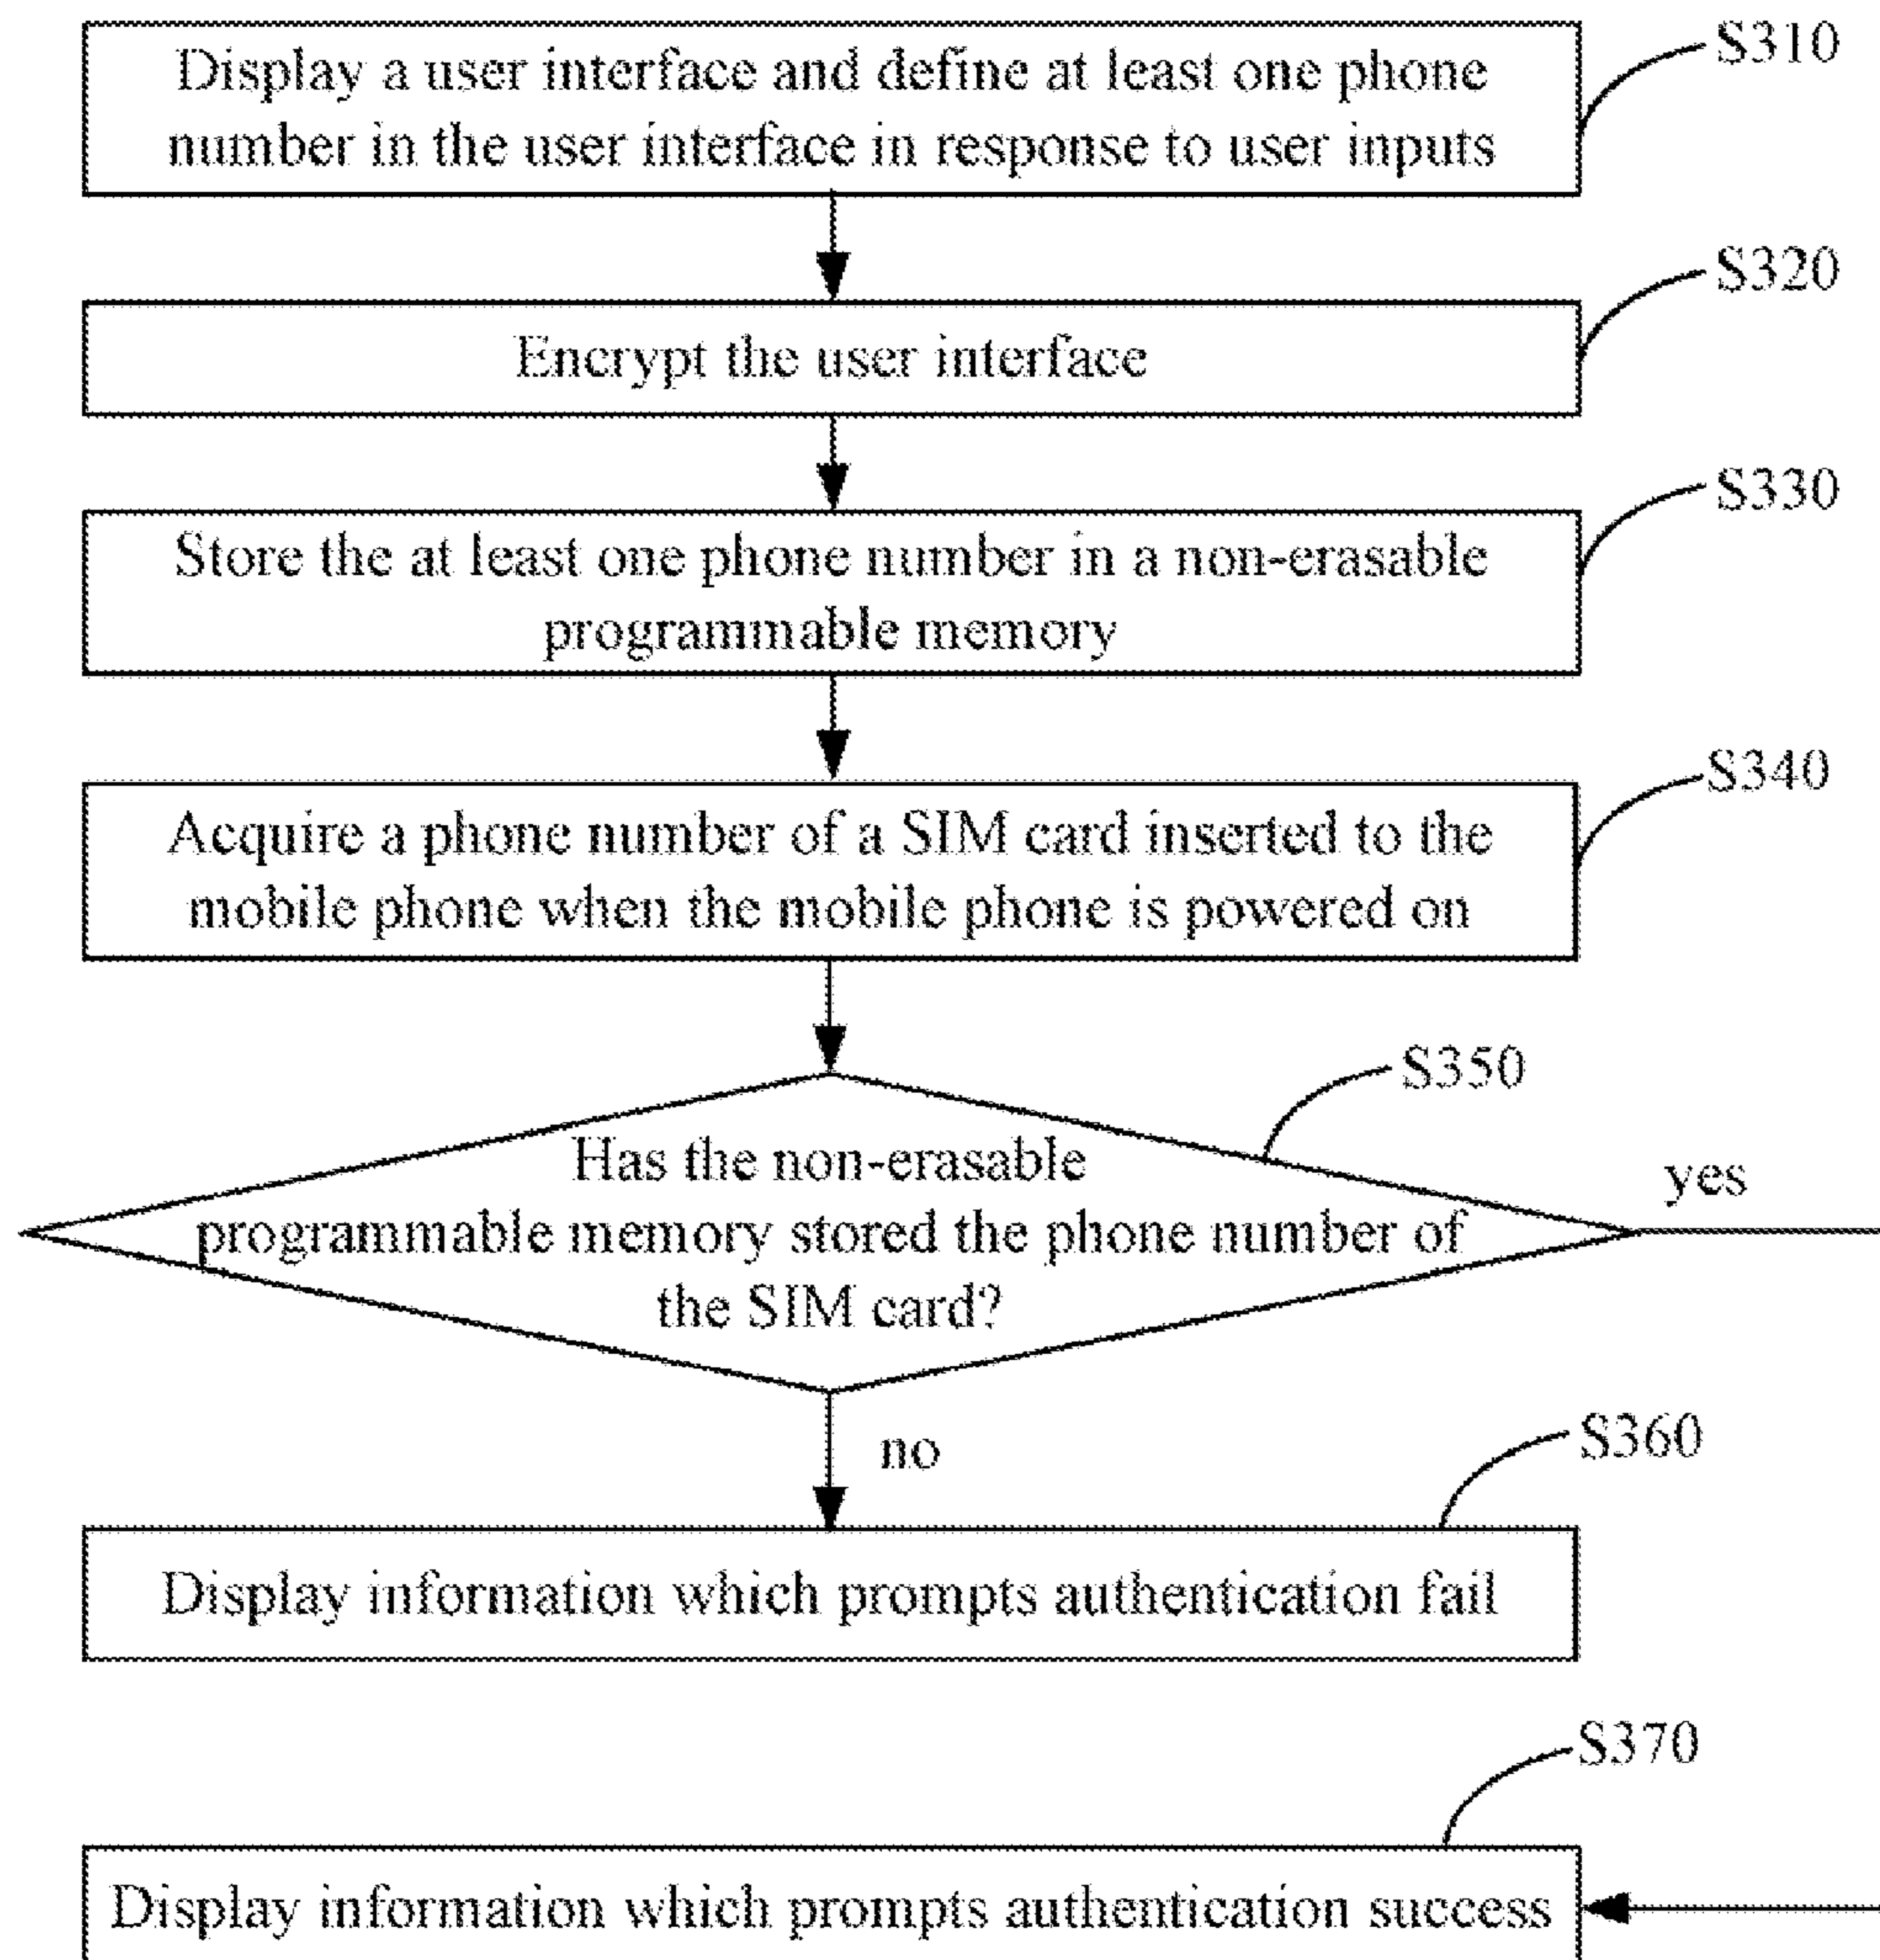 Display a user interface and define at least one phone
number in the user interface in response to user inputs
S310
Encrypt the user interface
S320
Store the at least one phone number in a non-erasable
programmable memory
S330
Acquire a phone number of a SIM card inserted to the
mobile phone when the mobile phone is powered on
S340
Has the non-erasable
programmable memory stored the phone number of
the SIM card?
S350
yes
no
S360
Display information which prompts authentication fail
S370
Display information which prompts authentication success